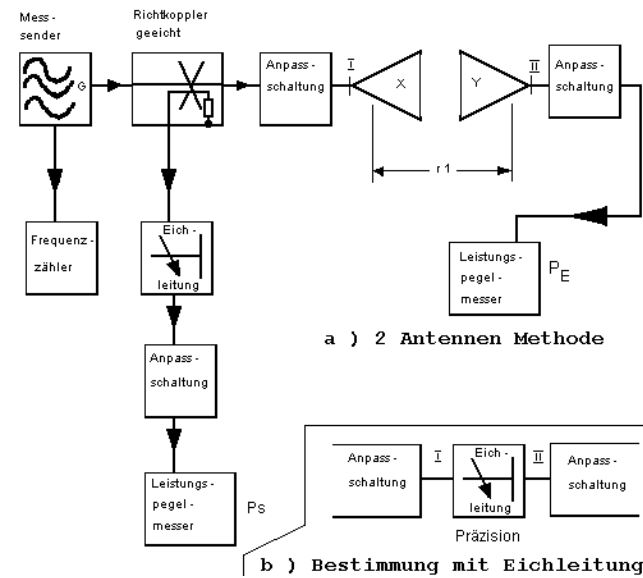 Mess-
sender
Richtkoppler
geeicht
G
Anpass-
schaltung
I
X
Y
II
Anpass-
schaltung
r1
Frequenz-
zähler
Eich-
leitung
Leistungs-
pegel-
messer
PE
a ) 2 Antennen Methode
Anpass-
schaltung
Leistungs-
pegel-
messer
Ps
Anpass-
schaltung
I
Eich-
leitung
II
Anpass-
schaltung
Präzision
b ) Bestimmung mit Eichleitung